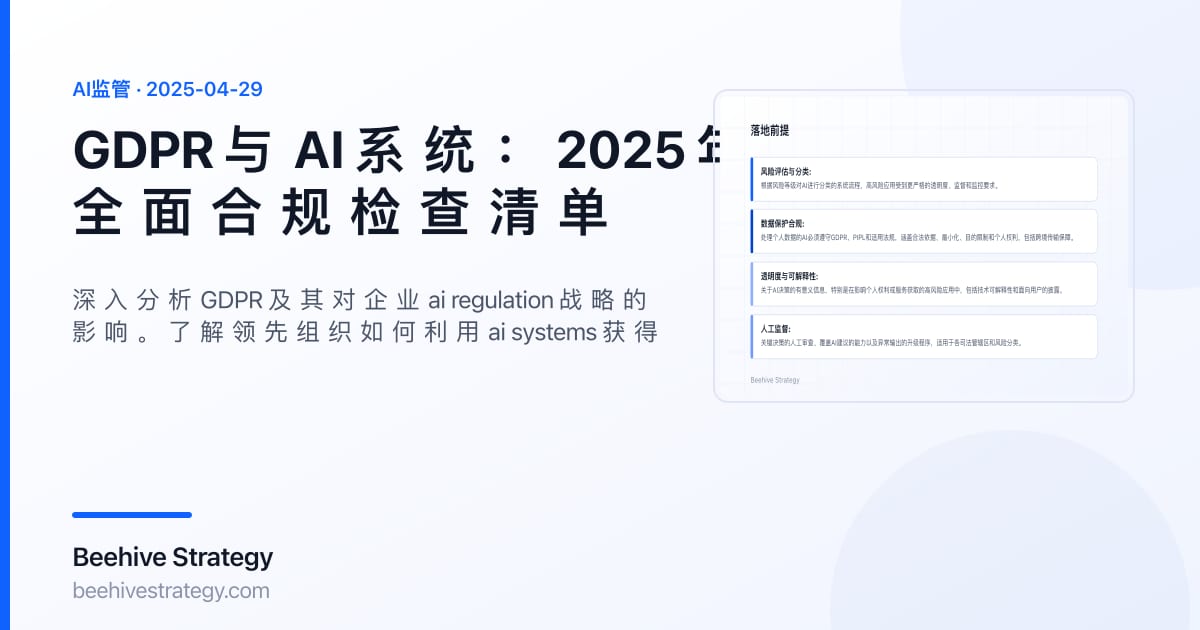 AI监管 · 2025-04-29
GDPR与 AI系统： 2025年
全面合规检查清单
深入分析 GDPR及其对企业 ai regulation战略的
影响。了解领先组织如何利用 ai systems获得
Beehive Strategy
beehivestrategy.com
落地前提
风险评估与分类:
根据风险等级对AI进行分类的系统流程，高风险应用受到更严格的透明度、监督和监控要求。
数据保护合规:
处理个人数据的AI必须遵守GDPR、PIPL和适用法规，涵盖合法依据、最小化、目的限制和个人权利，包括跨境传输保障。
透明度与可解释性:
关于AI决策的有意义信息，特别是在影响个人权利或服务获取的高风险应用中，包括技术可解释性和面向用户的披露。
人工监督:
关键决策的人工审查、覆盖AI建议的能力以及异常输出的升级程序，适用于各司法管辖区和风险分类。
Beehive Strategy